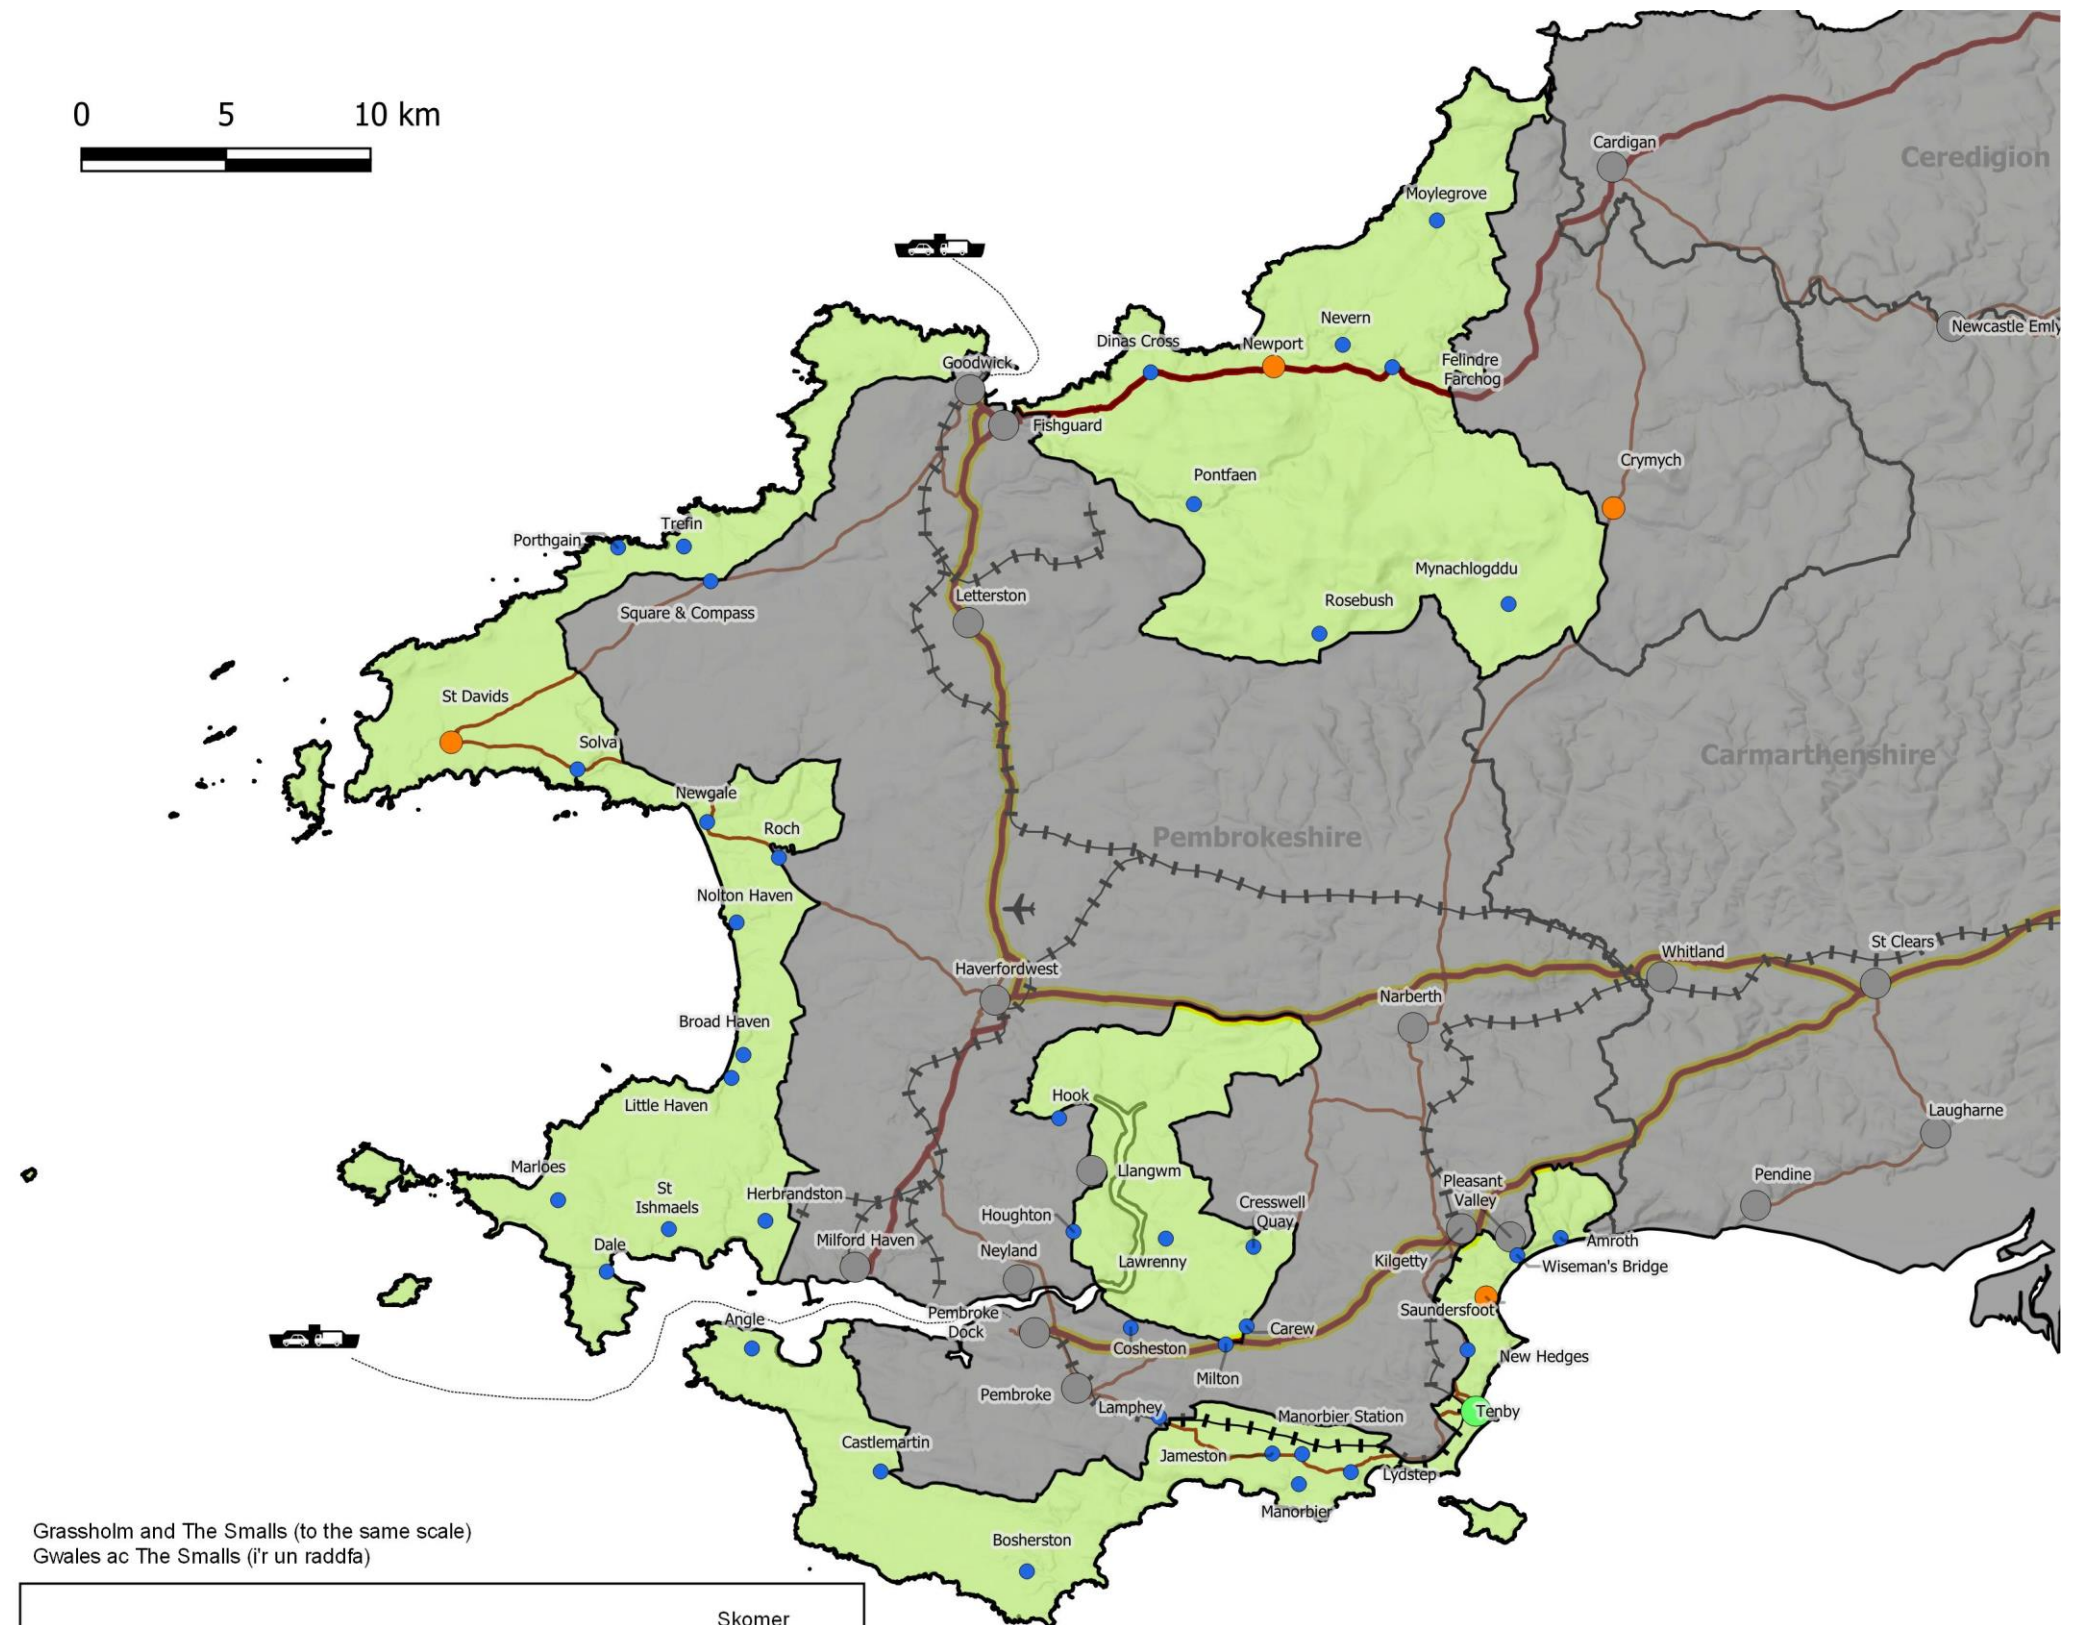 0 5 10 km
Cardigan
Ceredigion
Moylegrove
Nevern
Newcastle Emly
Dinas Cross
Newport
Goodwick
Felindre
Farchog
Fishguard
Crymych
Pontfaen
Trefin
Porthgain
Mynachlogddu
Letterston
Rosebush
Square & Compass
St Davids
Solva
Carmarthenshire
Newgale
Roch
Pembrokeshire
Nolton Haven
St Clears
Whitland
Haverfordwest
Narberth
Broad Haven
Hook
Little Haven
Laugharne
Marloes
Llangwm
Pleasant
Valley
Pendine
St
Ishmaels
Herbrandston
Cresswell
Quay
Houghton
Dale
Milford Haven
Neyland
Lawrenny
Kilgetty
Amroth
Wiseman's Bridge
Saundersfoot
Pembroke
Dock
Angle
Carew
Cosheston
New Hedges
Milton
Pembroke
Lamphey
Manorbier Station
Tenby
Castlemartin
Jameston
Lydstep
Manorbier
Bosherston
Grassholm and The Smalls (to the same scale)
Gwales ac The Smalls (i'r un raddfa)
Skomer